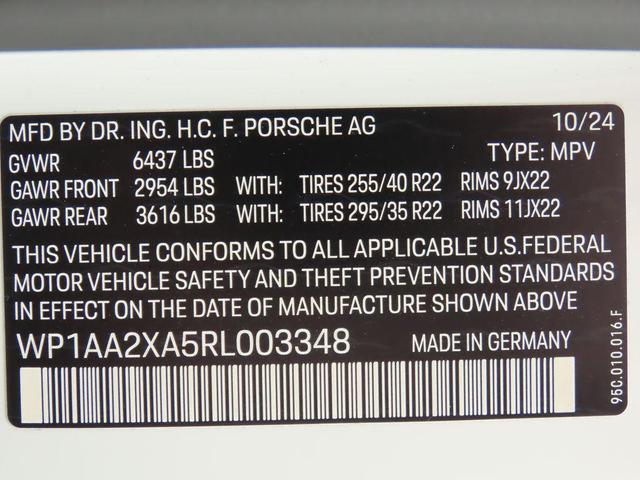 MFD BY DR. ING. H.C. F. PORSCHE AG 10/24
GVWR 6437 LBS TYPE: MPV
GAWR FRONT 2954 LBS WITH: TIRES 255/40 R22 RIMS 9JX22
GAWR REAR 3616 LBS WITH: TIRES 295/35 R22 RIMS 11JX22
THIS VEHICLE CONFORMS TO ALL APPLICABLE U.S.FEDERAL
MOTOR VEHICLE SAFETY AND THEFT PREVENTION STANDARDS
IN EFFECT ON THE DATE OF MANUFACTURE SHOWN ABOVE
WP1AA2XA5RL003348 MADE IN GERMANY
95C.010.016.F